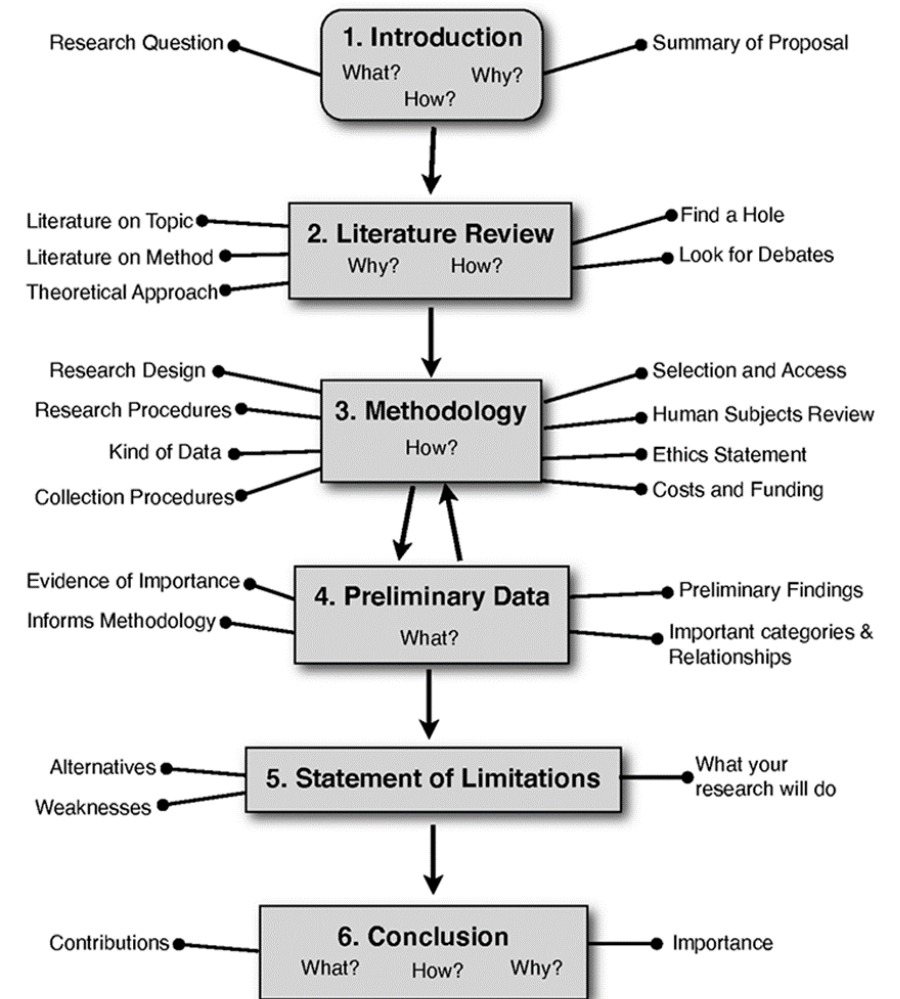 1. Introduction
Research Question
Summary of Proposal
What?
Why?
How?
2. Literature Review
Literature on Topic
Find a Hole
Literature on Method
Why?
How?
Look for Debates
Theoretical Approach
Research Design
Selection and Access
Research Procedures
3. Methodology
Human Subjects Review
How?
Kind of Data
Ethics Statement
Collection Procedures
Costs and Funding
Evidence of Importance
4. Preliminary Data
Preliminary Findings
Informs Methodology
What?
Important categories &
Relationships
Alternatives
5. Statement of Limitations
What your
research will do
Weaknesses
6. Conclusion
Contributions
Importance
What?
How?
Why?